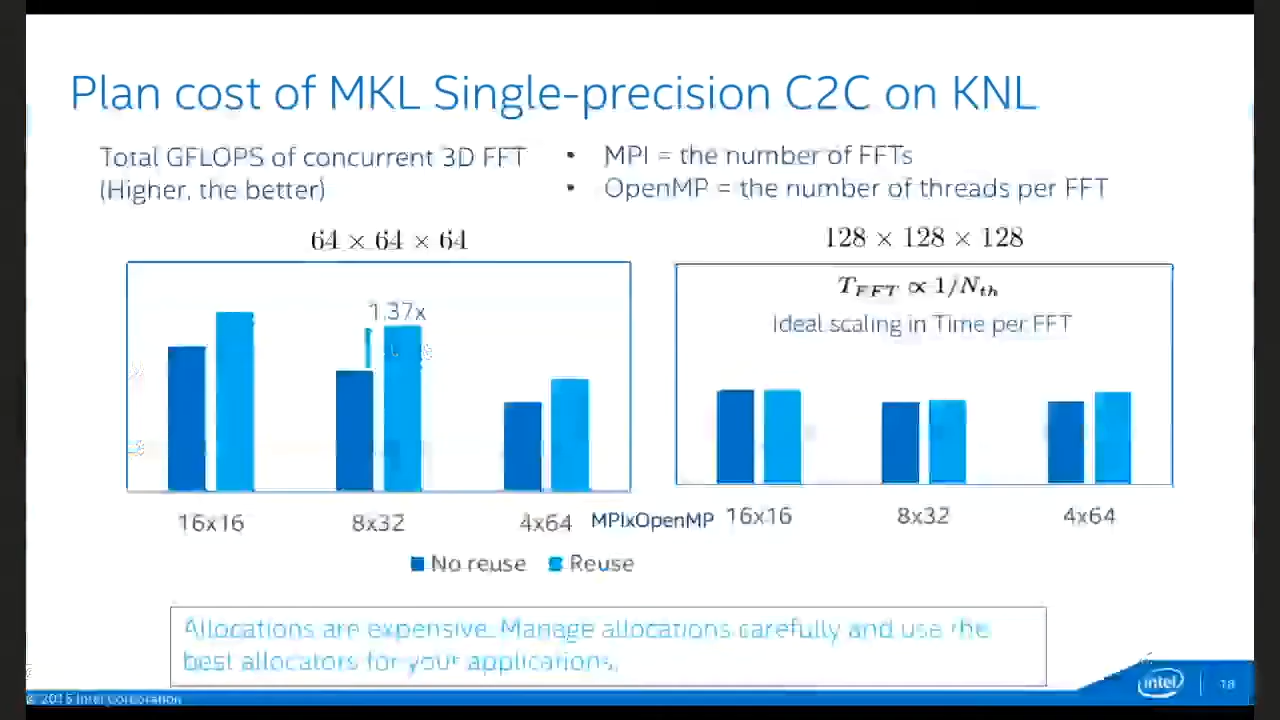 Plan cost of MKL Single-precision C2C on KNL
Total GFLOPS of concurrent 3D FFT
(Higher, the better)
• MPI = the number of FFTs
• OpenMP = the number of threads per FFT
64 × 64 × 64
128 × 128 × 128
1.37x
T_FFT ∝ 1/N_th
Ideal scaling in Time per FFT
16x16 8x32 4x64 MPIxOpenMP 16x16 8x32 4x64
No reuse Reuse
Allocations are expensive. Manage allocations carefully and use the
best allocators for your applications.
Intel Corporation
intel
18